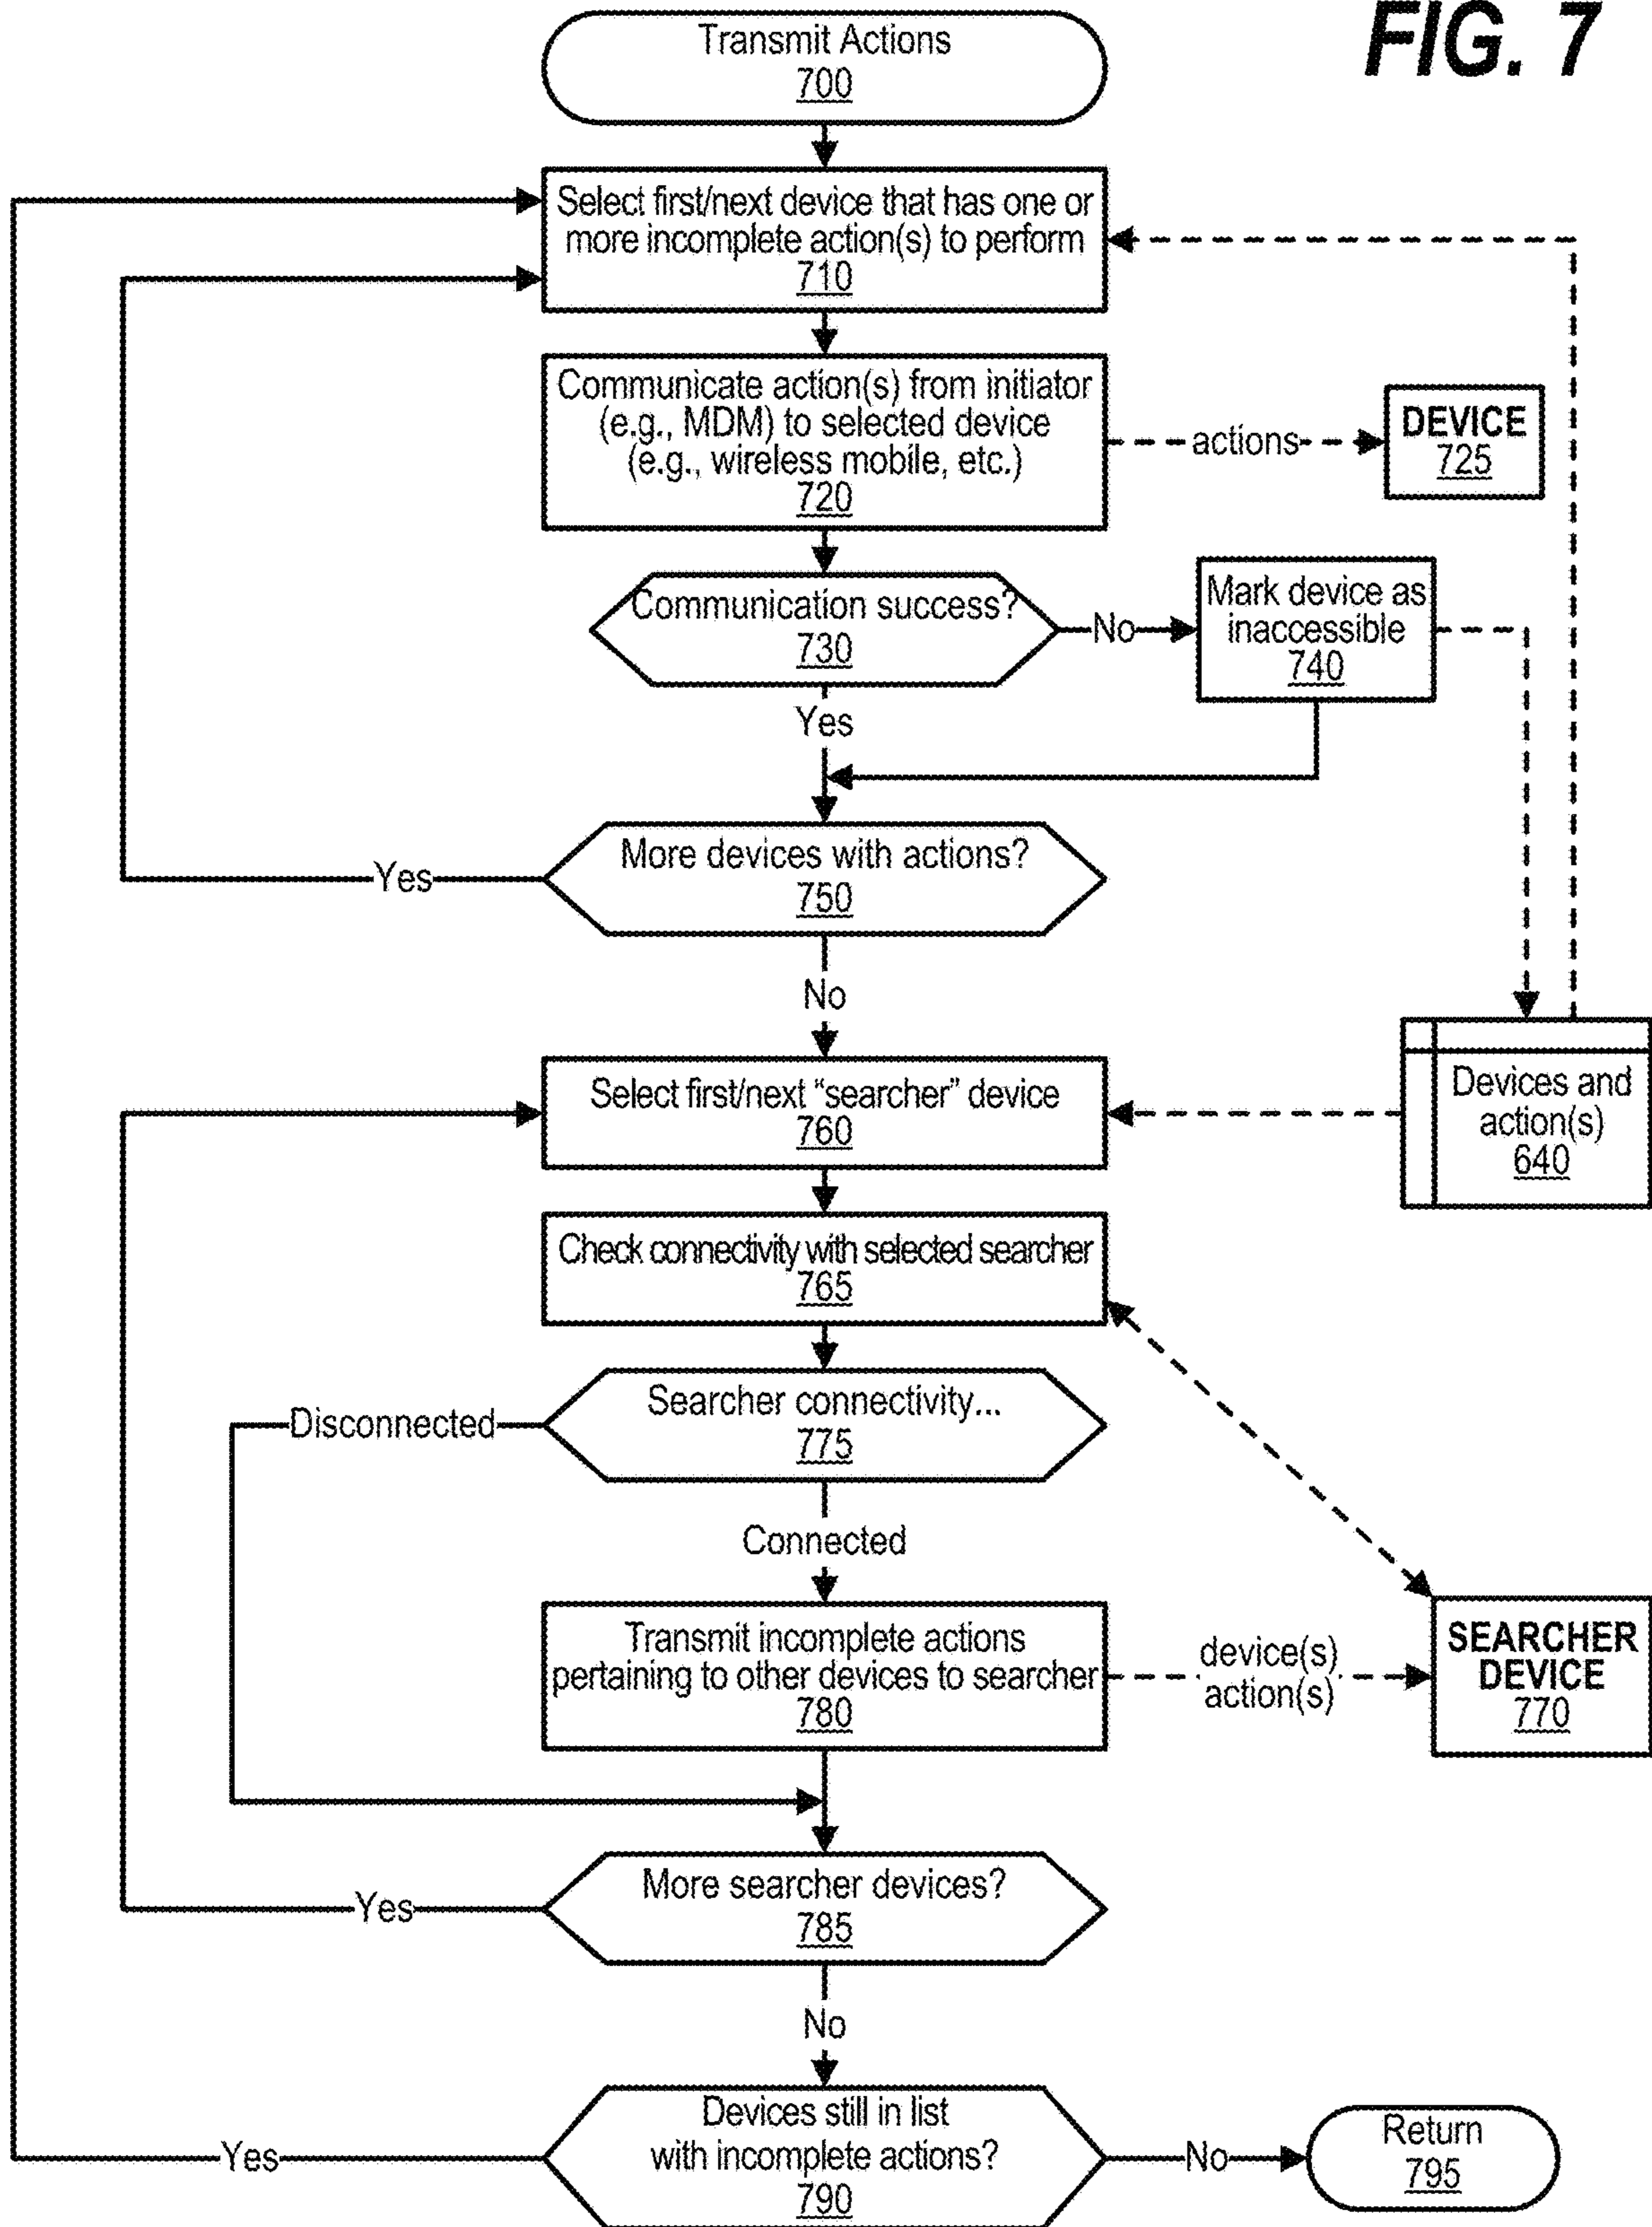 FIG. 7
Transmit Actions
700
Select first/next device that has one or
more incomplete action(s) to perform
710
Communicate action(s) from initiator
(e.g., MDM) to selected device
(e.g., wireless mobile, etc.)
720
actions
DEVICE
725
Communication success?
730
No
Mark device as
inaccessible
740
Yes
More devices with actions?
750
Yes
No
Devices and
action(s)
640
Select first/next “searcher” device
760
Check connectivity with selected searcher
765
Searcher connectivity...
775
Disconnected
Connected
Transmit incomplete actions
pertaining to other devices to searcher
780
device(s)
action(s)
SEARCHER
DEVICE
770
More searcher devices?
785
Yes
No
Devices still in list
with incomplete actions?
790
Yes
No
Return
795